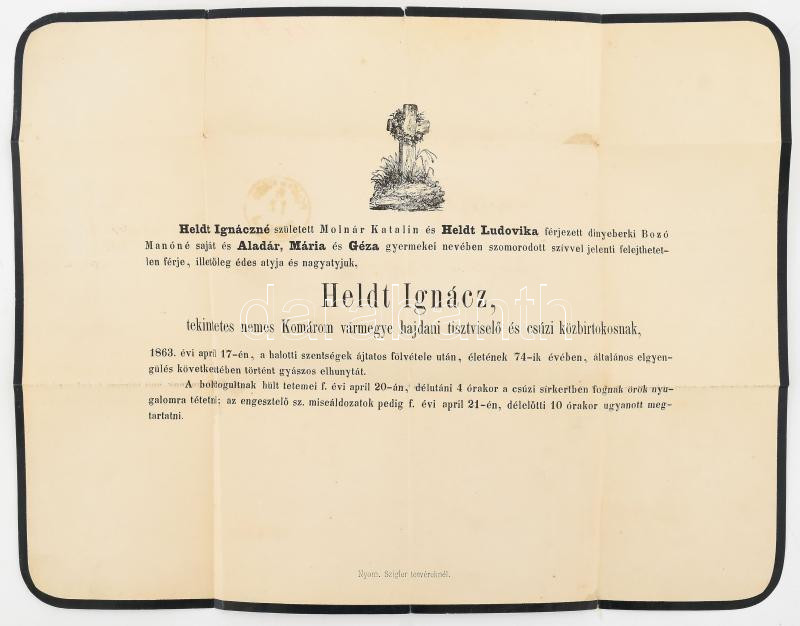 Heldt Ignáczné született Molnár Katalin és Heldt Ludovika férjezett dinyeberki Bozó
Manóné saját és Aladár, Mária és Géza gyermekei nevében szomorodott szívvel jelenti felejthetet-
len férje, illetőleg édes atyja és nagyatyjuk,
Heldt Ignácz,
tekintetes nemes Komárom vármegye hajdani tisztviselő és csúzi közbirtokosnak,
1863. évi april 17-én, a halotti szentségek ájtatos fölvétele után, életének 74-ik évében, általános elgyen-
gülés következtében történt gyászos elhunytát.
A boldogultnak hült tetemei f. évi april 20-án, délutáni 4 órakor a csúzi sírkertben fognak örök nyu-
galomra tétetni; az engesztelő sz. miseáldozatok pedig f. évi april 21-én, délelőtti 10 órakor ugyanott meg-
tartatni.
Nyom. Szigler testvéreknél.
darabanth